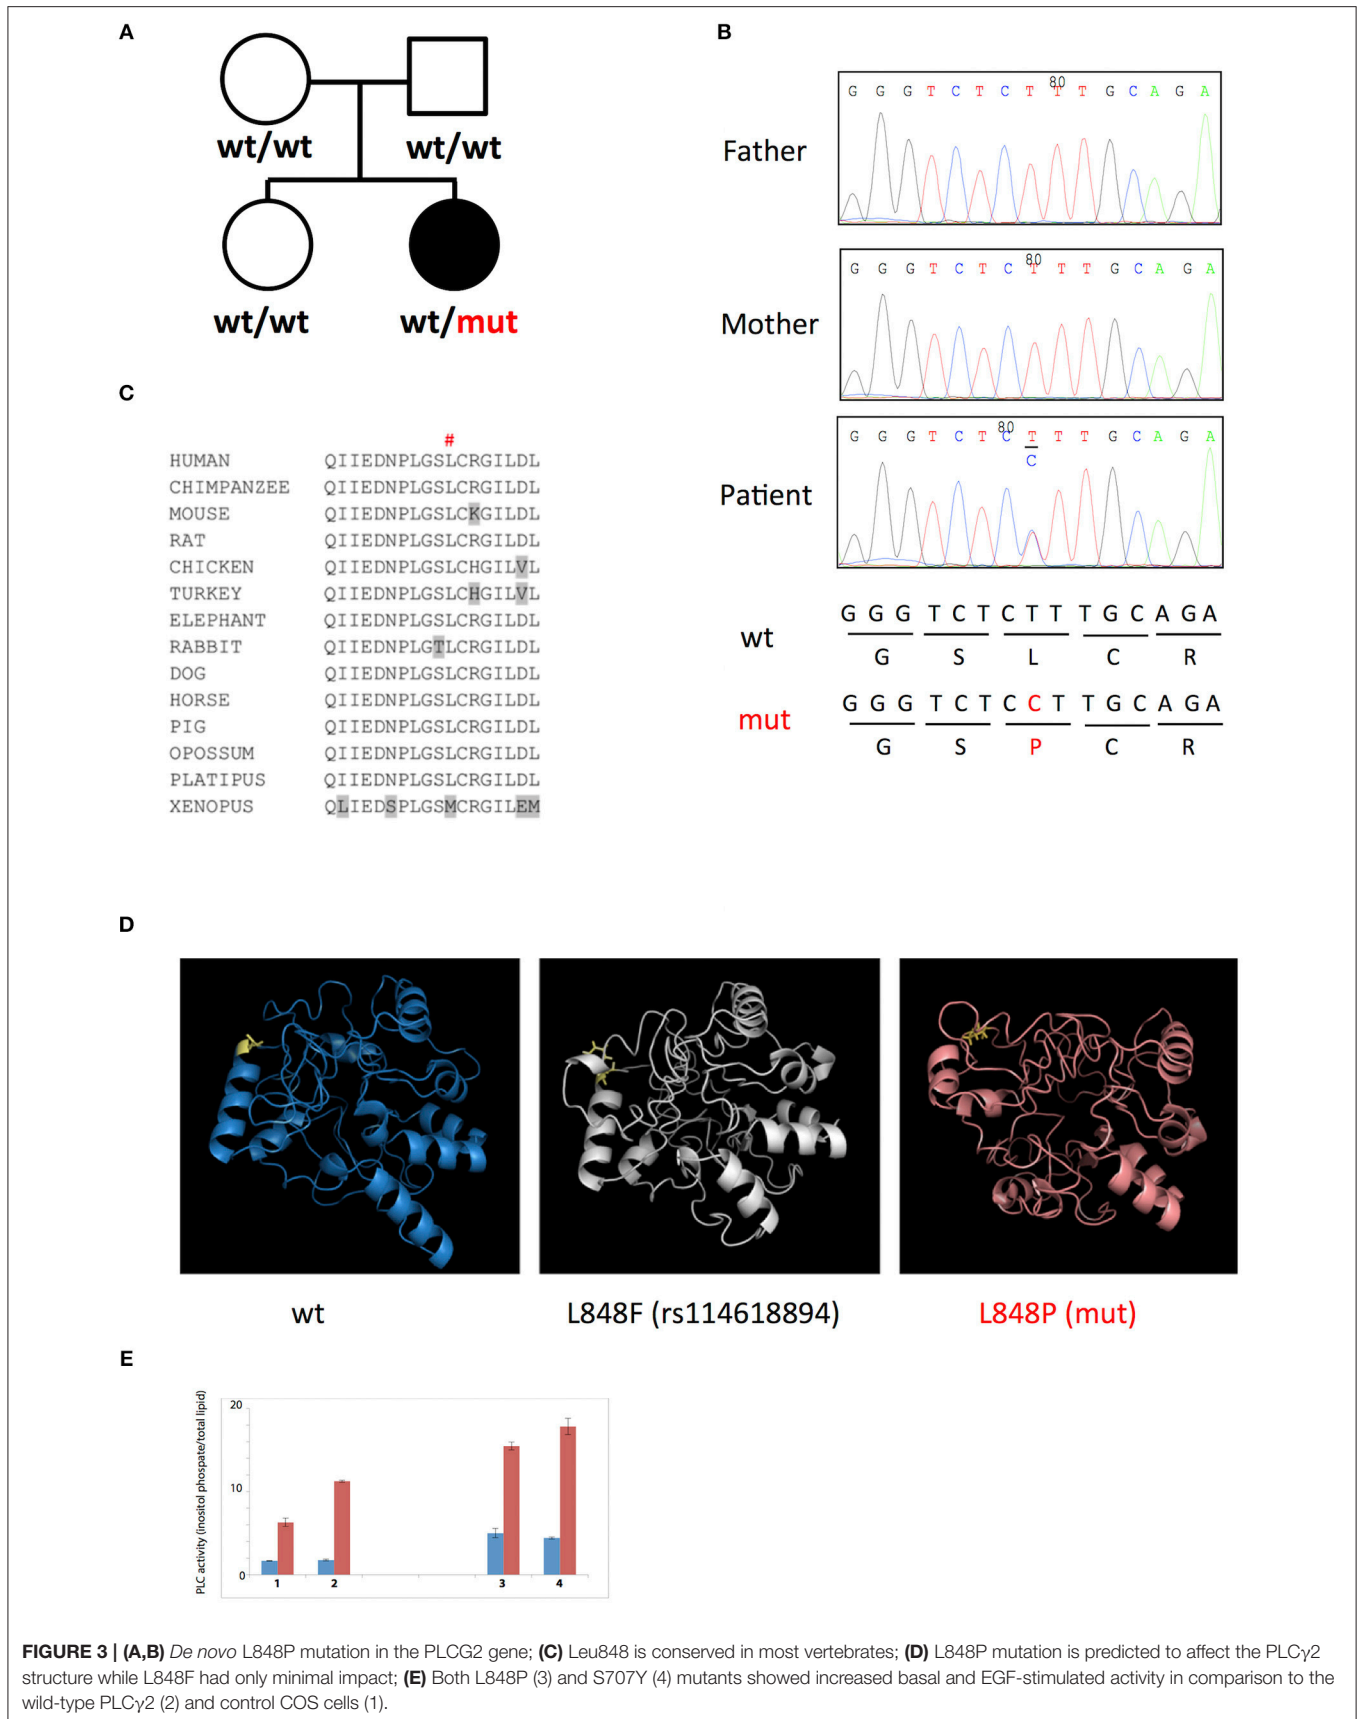 A
wt/wt wt/wt
wt/wt wt/mut
B
80
G G G T C T C T T T G C A G A
Father
80
G G G T C T C T T T G C A G A
Mother
80
G G G T C T C T T T G C A G A
C
Patient
wt
G G G T C T C T T T G C A G A
G S L C R
mut
G G G T C T C C T T G C A G A
G S P C R
C
#
HUMAN QIIEDNPLGSLCRGILDL
CHIMPANZEE QIIEDNPLGSLCRGILDL
MOUSE QIIEDNPLGSLCKGILDL
RAT QIIEDNPLGSLCRGILDL
CHICKEN QIIEDNPLGSLCHGILVL
TURKEY QIIEDNPLGSLCHGILVL
ELEPHANT QIIEDNPLGSLCRGILDL
RABBIT QIIEDNPLGTLCRGILDL
DOG QIIEDNPLGSLCRGILDL
HORSE QIIEDNPLGSLCRGILDL
PIG QIIEDNPLGSLCRGILDL
OPOSSUM QIIEDNPLGSLCRGILDL
PLATIPUS QIIEDNPLGSLCRGILDL
XENOPUS QLIEDSPLGSMCRGILEM
D
wt L848F (rs114618894) L848P (mut)
E
PLC activity (inositol phospate/total lipid)
20
10
0
1 2 3 4
FIGURE 3 | (A,B) De novo L848P mutation in the PLCG2 gene; (C) Leu848 is conserved in most vertebrates; (D) L848P mutation is predicted to affect the PLCγ2
structure while L848F had only minimal impact; (E) Both L848P (3) and S707Y (4) mutants showed increased basal and EGF-stimulated activity in comparison to the
wild-type PLCγ2 (2) and control COS cells (1).